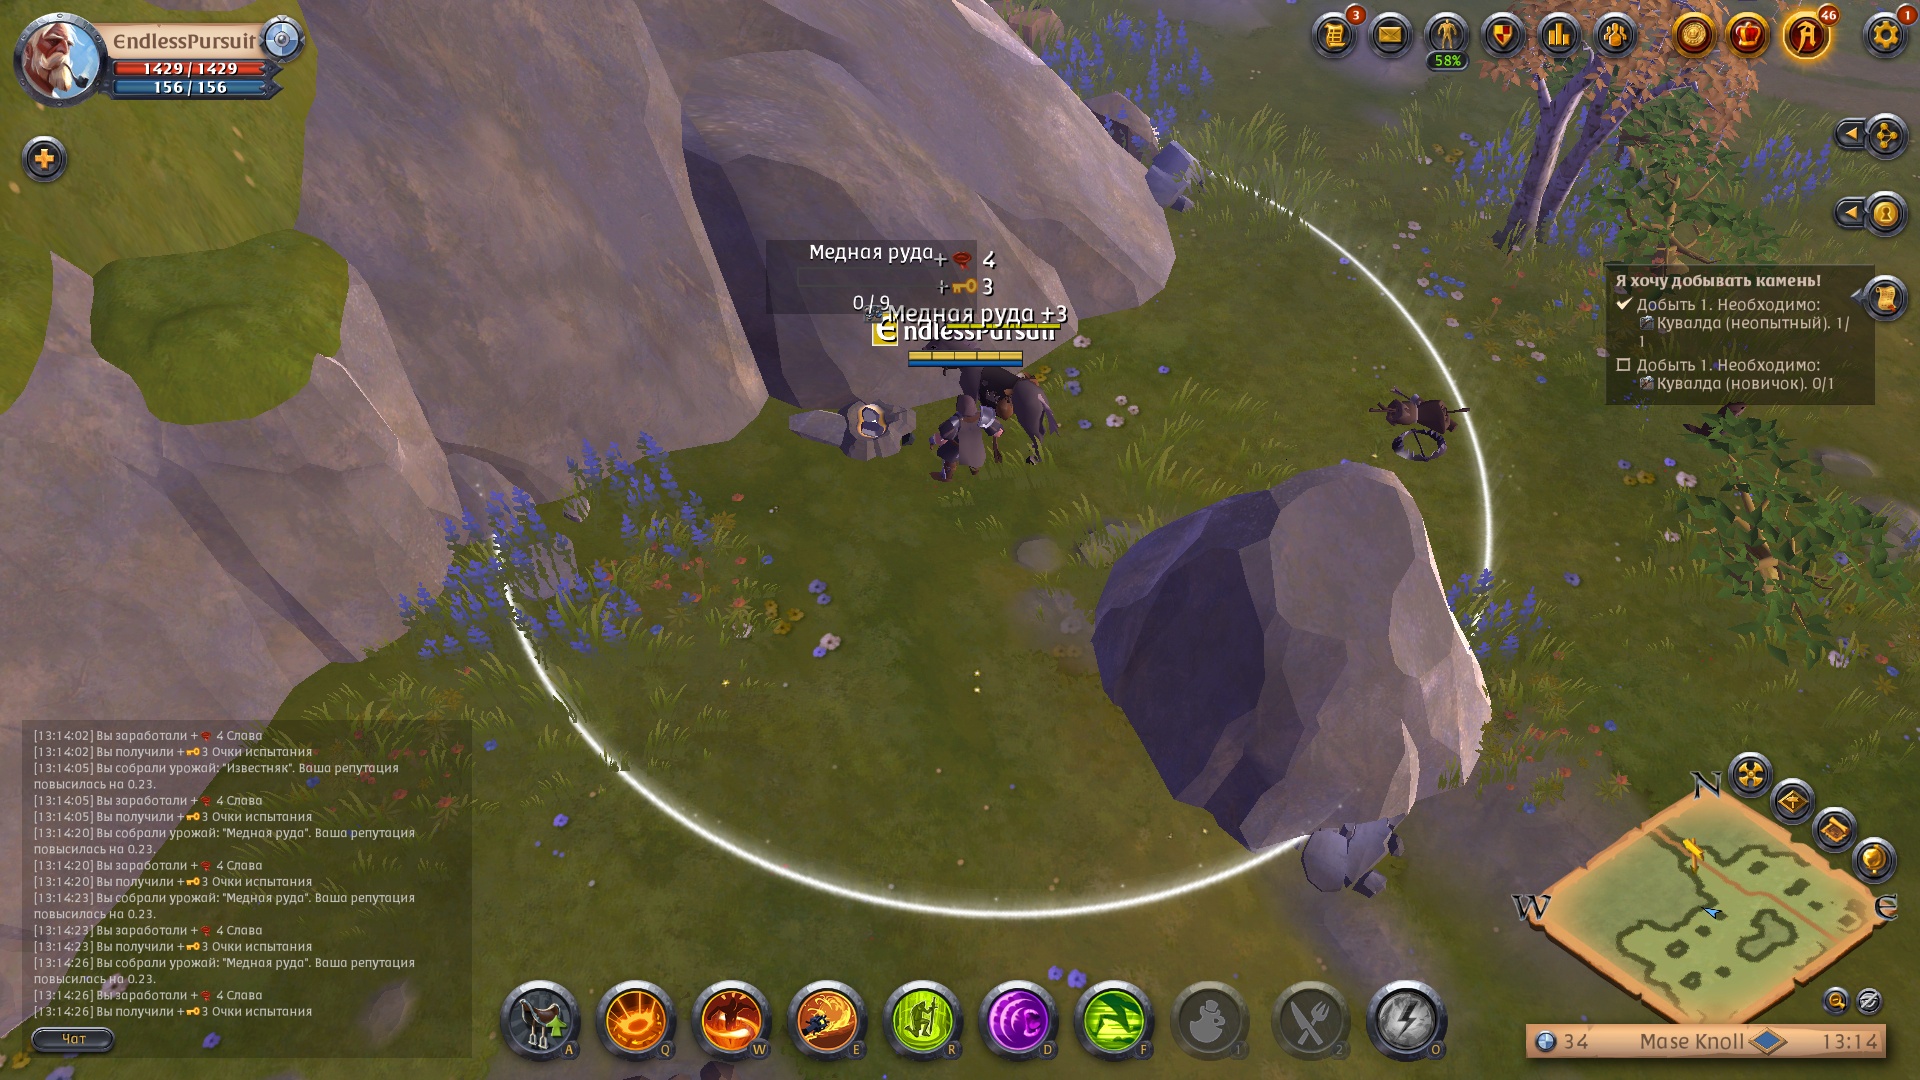 EndlessPursuit
1429 / 1429
156 / 156
3
58%
46
1
Медная руда
+ 4
+ 3
0 / 9
Медная руда +3
EndlessPursuit
Я хочу добывать камень!
Добыть 1. Необходимо:
Кувалда (неопытный). 1/
1
Добыть 1. Необходимо:
Кувалда (новичок). 0/1
[13:14:02] Вы заработали + 4 Слава
[13:14:02] Вы получили + 3 Очки испытания
[13:14:05] Вы собрали урожай: "Известняк". Ваша репутация
повысилась на 0.23.
[13:14:05] Вы заработали + 4 Слава
[13:14:05] Вы получили + 3 Очки испытания
[13:14:20] Вы собрали урожай: "Медная руда". Ваша репутация
повысилась на 0.23.
[13:14:20] Вы заработали + 4 Слава
[13:14:20] Вы получили + 3 Очки испытания
[13:14:23] Вы собрали урожай: "Медная руда". Ваша репутация
повысилась на 0.23.
[13:14:23] Вы заработали + 4 Слава
[13:14:23] Вы получили + 3 Очки испытания
[13:14:26] Вы собрали урожай: "Медная руда". Ваша репутация
повысилась на 0.23.
[13:14:26] Вы заработали + 4 Слава
[13:14:26] Вы получили + 3 Очки испытания
Чат
A
Q
W
E
R
D
F
1
2
O
N
W
E
34
Mase Knoll
13:14